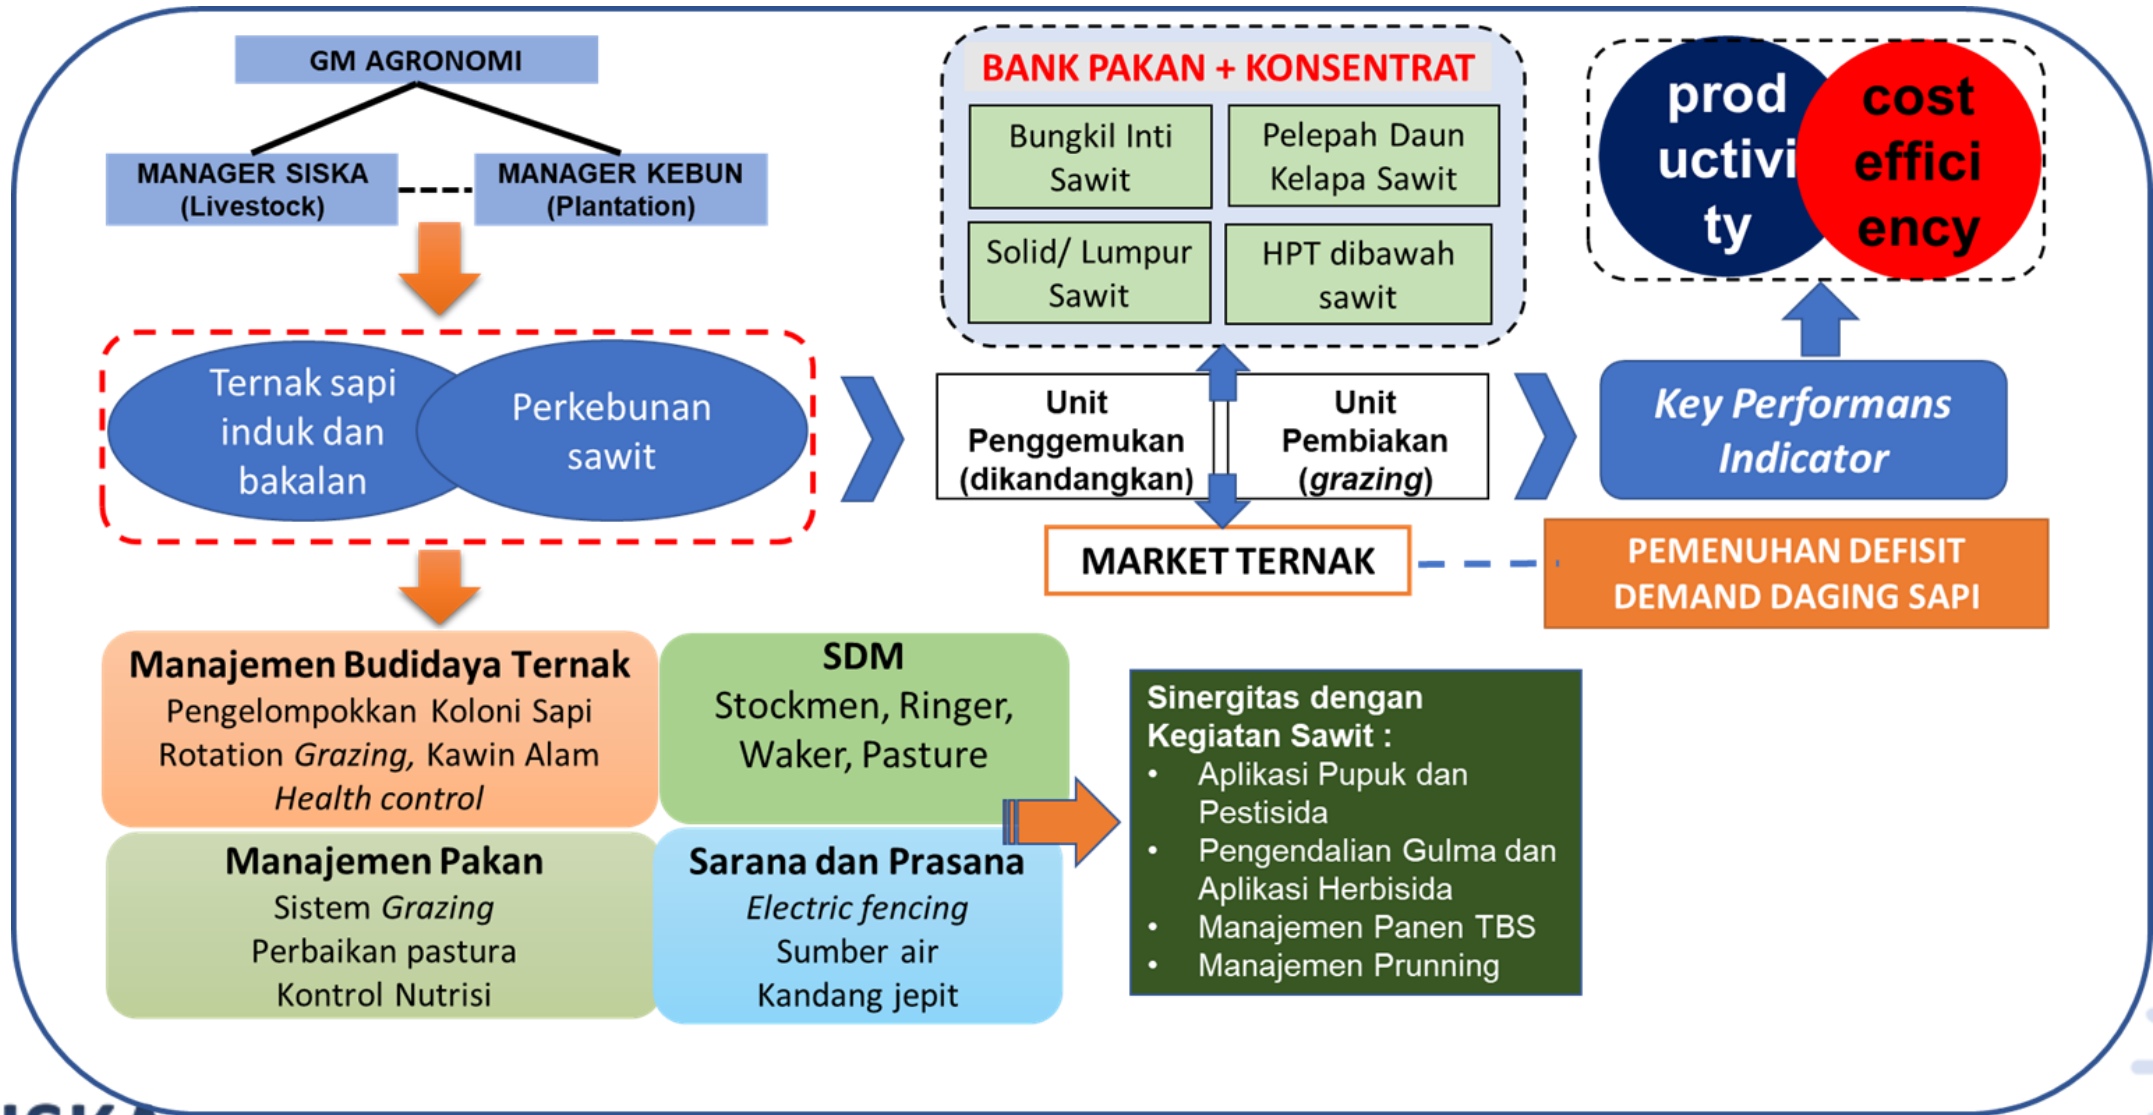 GM AGRONOMI
MANAGER SISKA
(Livestock)
MANAGER KEBUN
(Plantation)
Ternak sapi
induk dan
bakalan
Perkebunan
sawit
BANK PAKAN + KONSENTRAT
Bungkil Inti
Sawit
Pelepah Daun
Kelapa Sawit
Solid/ Lumpur
Sawit
HPT dibawah
sawit
Unit
Penggemukan
(dikandangkan)
Unit
Pembiakan
(grazing)
MARKET TERNAK
prod
uctivi
ty
cost
effici
ency
Key Performans
Indicator
PEMENUHAN DEFISIT
DEMAND DAGING SAPI
Manajemen Budidaya Ternak
Pengelompokkan Koloni Sapi
Rotation Grazing, Kawin Alam
Health control
SDM
Stockmen, Ringer,
Waker, Pasture
Manajemen Pakan
Sistem Grazing
Perbaikan pastura
Kontrol Nutrisi
Sarana dan Prasana
Electric fencing
Sumber air
Kandang jepit
Sinergitas dengan
Kegiatan Sawit :
• Aplikasi Pupuk dan
Pestisida
• Pengendalian Gulma dan
Aplikasi Herbisida
• Manajemen Panen TBS
• Manajemen Prunning